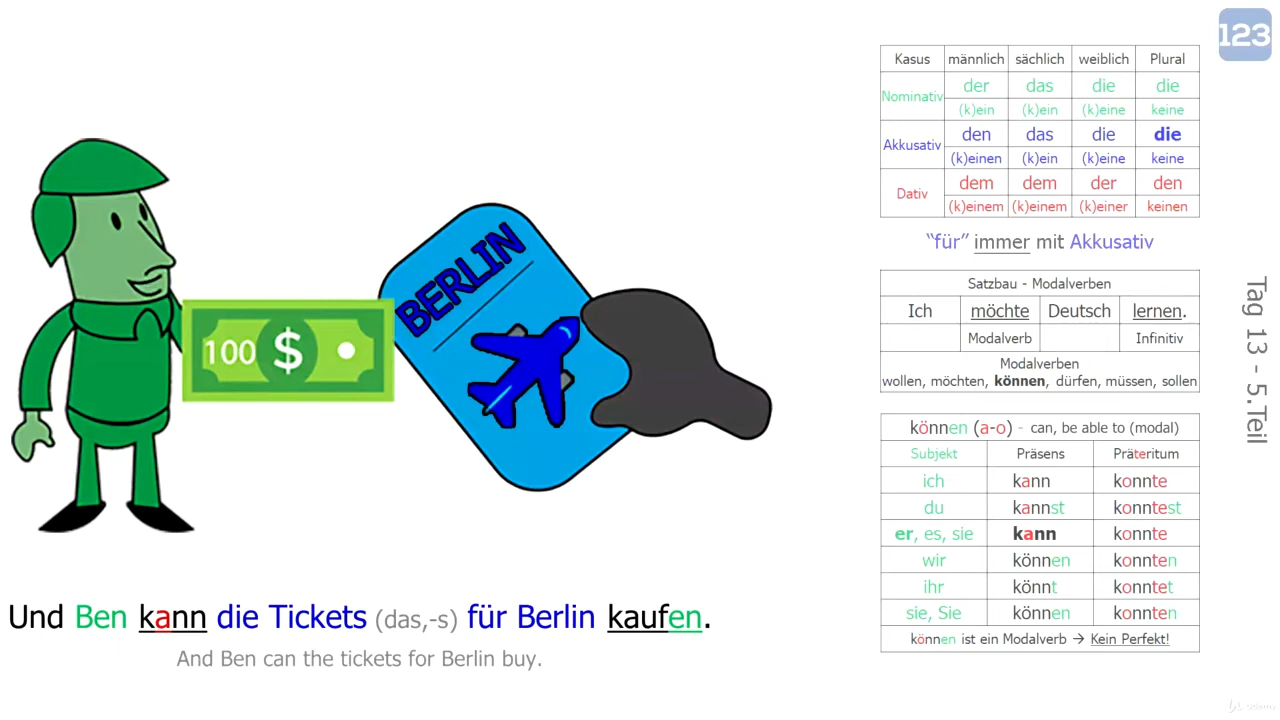 123
BERLIN
100 $
Und Ben kann die Tickets (das,-s) für Berlin kaufen.
And Ben can the tickets for Berlin buy.
Kasus männlich sächlich weiblich Plural
Nominativ der das die die
(k)ein (k)ein (k)eine keine
Akkusativ den das die die
(k)einen (k)ein (k)eine keine
Dativ dem dem der den
(k)einem (k)einem (k)einer keinen
“für” immer mit Akkusativ
Satzbau - Modalverben
Ich möchte Deutsch lernen.
Modalverb Infinitiv
Modalverben
wollen, möchten, können, dürfen, müssen, sollen
können (a-o) - can, be able to (modal)
Subjekt Präsens Präteritum
ich kann konnte
du kannst konntest
er, es, sie kann konnte
wir können konnten
ihr könnt konntet
sie, Sie können konnten
können ist ein Modalverb → Kein Perfekt!
Tag 13 - 5.Teil